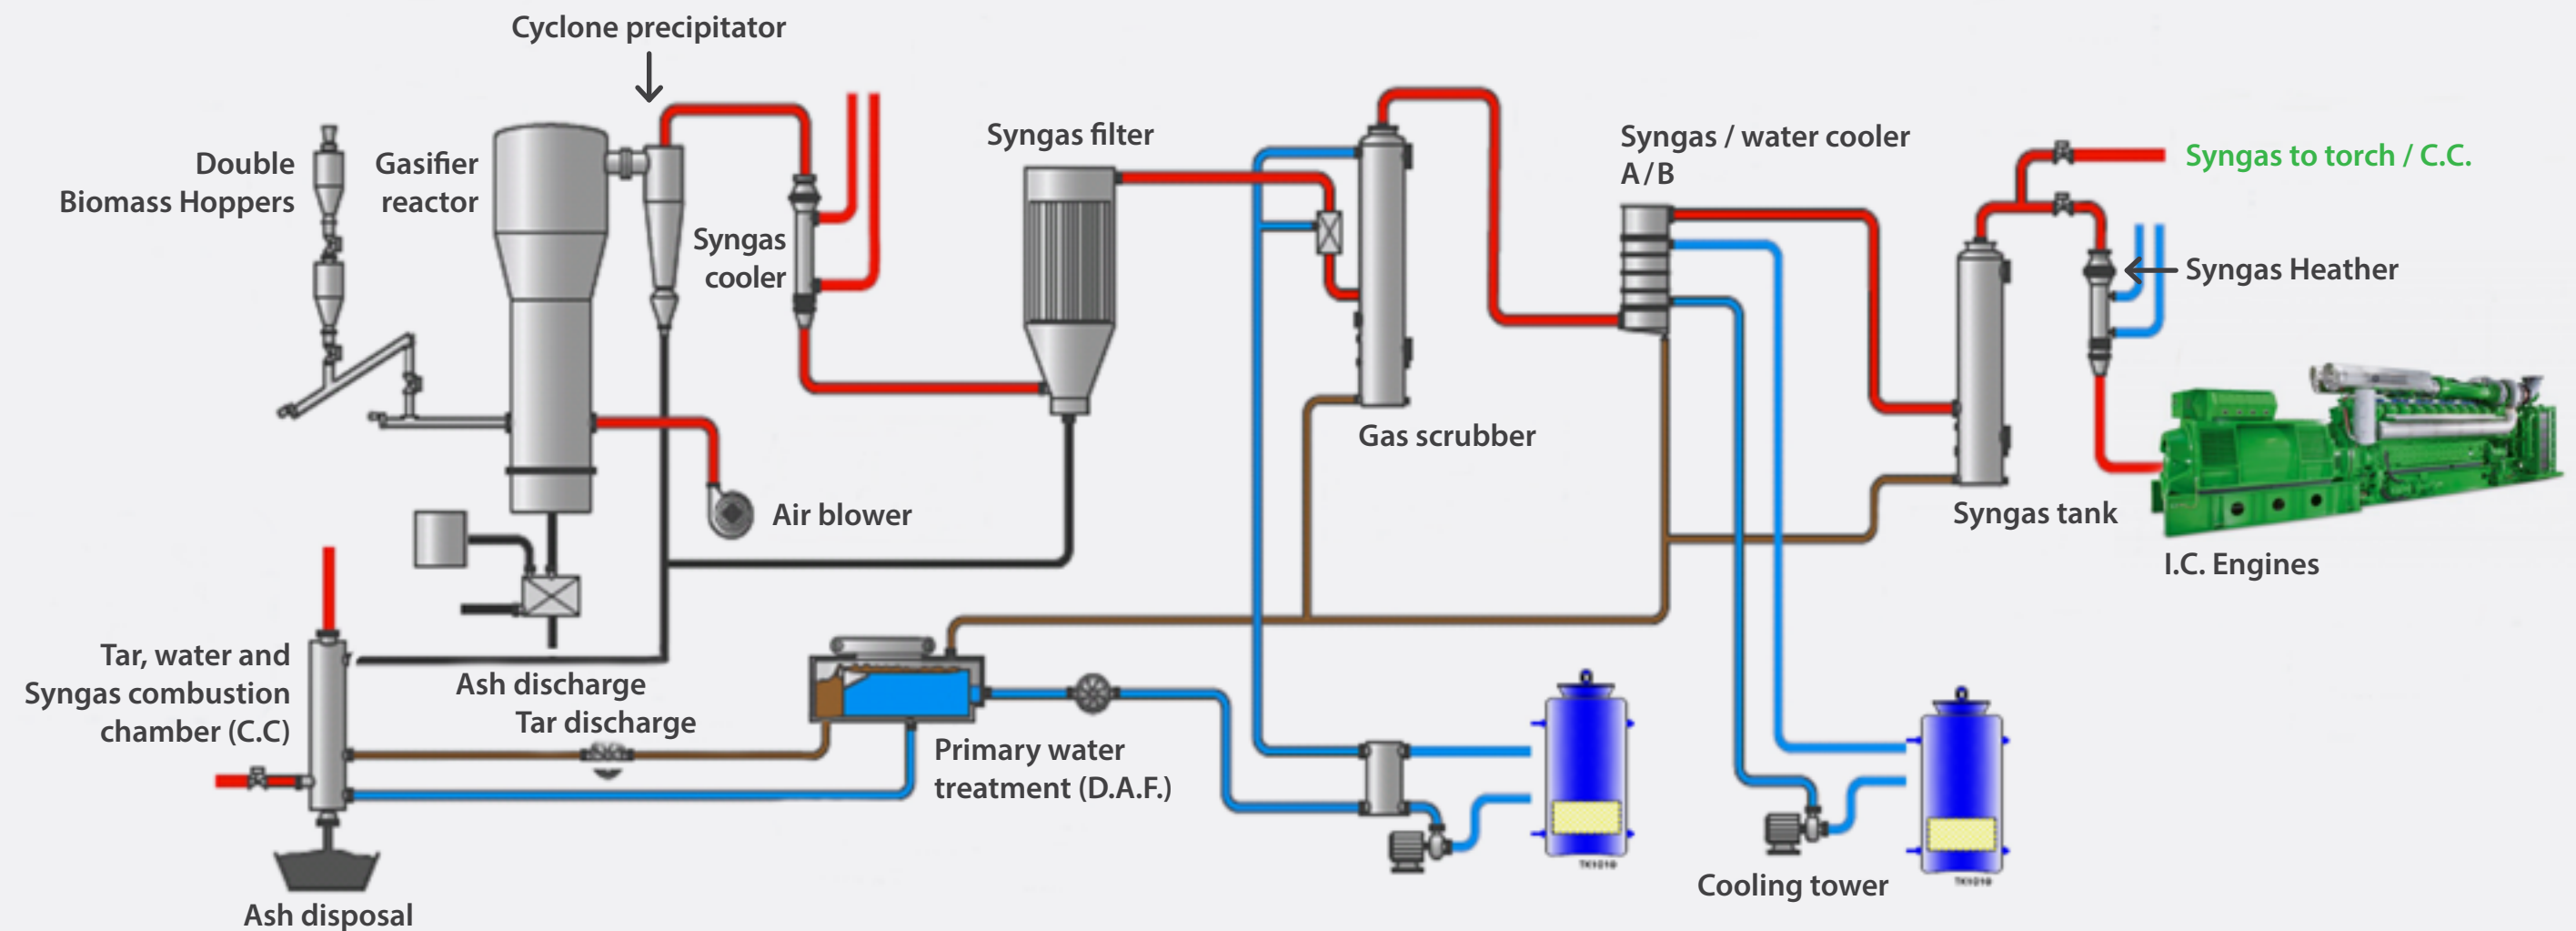 Cyclone precipitator
Double
Biomass Hoppers
Gasifier
reactor
Syngas
cooler
Syngas filter
Syngas / water cooler
A / B
Syngas to torch / C.C.
Syngas Heather
Gas scrubber
Air blower
Syngas tank
I.C. Engines
Tar, water and
Syngas combustion
chamber (C.C)
Ash discharge
Tar discharge
Primary water
treatment (D.A.F.)
TK1010
Cooling tower
TK1010
Ash disposal